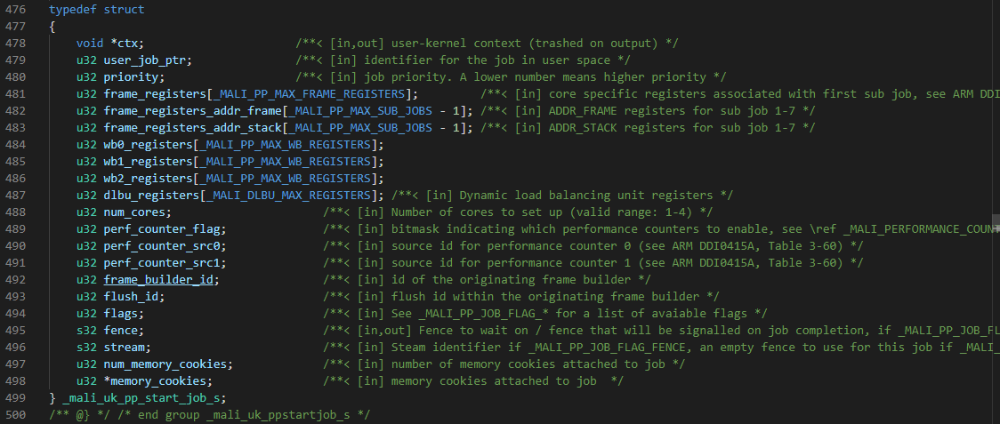 476 typedef struct
477 {
478 void *ctx; /**< [in,out] user-kernel context (trashed on output) */
479 u32 user_job_ptr; /**< [in] identifier for the job in user space */
480 u32 priority; /**< [in] job priority. A lower number means higher priority */
481 u32 frame_registers[_MALI_PP_MAX_FRAME_REGISTERS]; /**< [in] core specific registers associated with first sub job, see ARM DDI
482 u32 frame_registers_addr_frame[_MALI_PP_MAX_SUB_JOBS - 1]; /**< [in] ADDR_FRAME registers for sub job 1-7 */
483 u32 frame_registers_addr_stack[_MALI_PP_MAX_SUB_JOBS - 1]; /**< [in] ADDR_STACK registers for sub job 1-7 */
484 u32 wb0_registers[_MALI_PP_MAX_WB_REGISTERS];
485 u32 wb1_registers[_MALI_PP_MAX_WB_REGISTERS];
486 u32 wb2_registers[_MALI_PP_MAX_WB_REGISTERS];
487 u32 dlbu_registers[_MALI_DLBU_MAX_REGISTERS]; /**< [in] Dynamic load balancing unit registers */
488 u32 num_cores; /**< [in] Number of cores to set up (valid range: 1-4) */
489 u32 perf_counter_flag; /**< [in] bitmask indicating which performance counters to enable, see \ref _MALI_PERFORMANCE_COUNT
490 u32 perf_counter_src0; /**< [in] source id for performance counter 0 (see ARM DDI0415A, Table 3-60) */
491 u32 perf_counter_src1; /**< [in] source id for performance counter 1 (see ARM DDI0415A, Table 3-60) */
492 u32 frame_builder_id; /**< [in] id of the originating frame builder */
493 u32 flush_id; /**< [in] flush id within the originating frame builder */
494 u32 flags; /**< [in] See _MALI_PP_JOB_FLAG_* for a list of avaiable flags */
495 s32 fence; /**< [in,out] Fence to wait on / fence that will be signalled on job completion, if _MALI_PP_JOB_FL
496 s32 stream; /**< [in] Steam identifier if _MALI_PP_JOB_FLAG_FENCE, an empty fence to use for this job if _MALI_
497 u32 num_memory_cookies; /**< [in] number of memory cookies attached to job */
498 u32 *memory_cookies; /**< [in] memory cookies attached to job */
499 } _mali_uk_pp_start_job_s;
500 /** @} */ /* end group _mali_uk_ppstartjob_s */